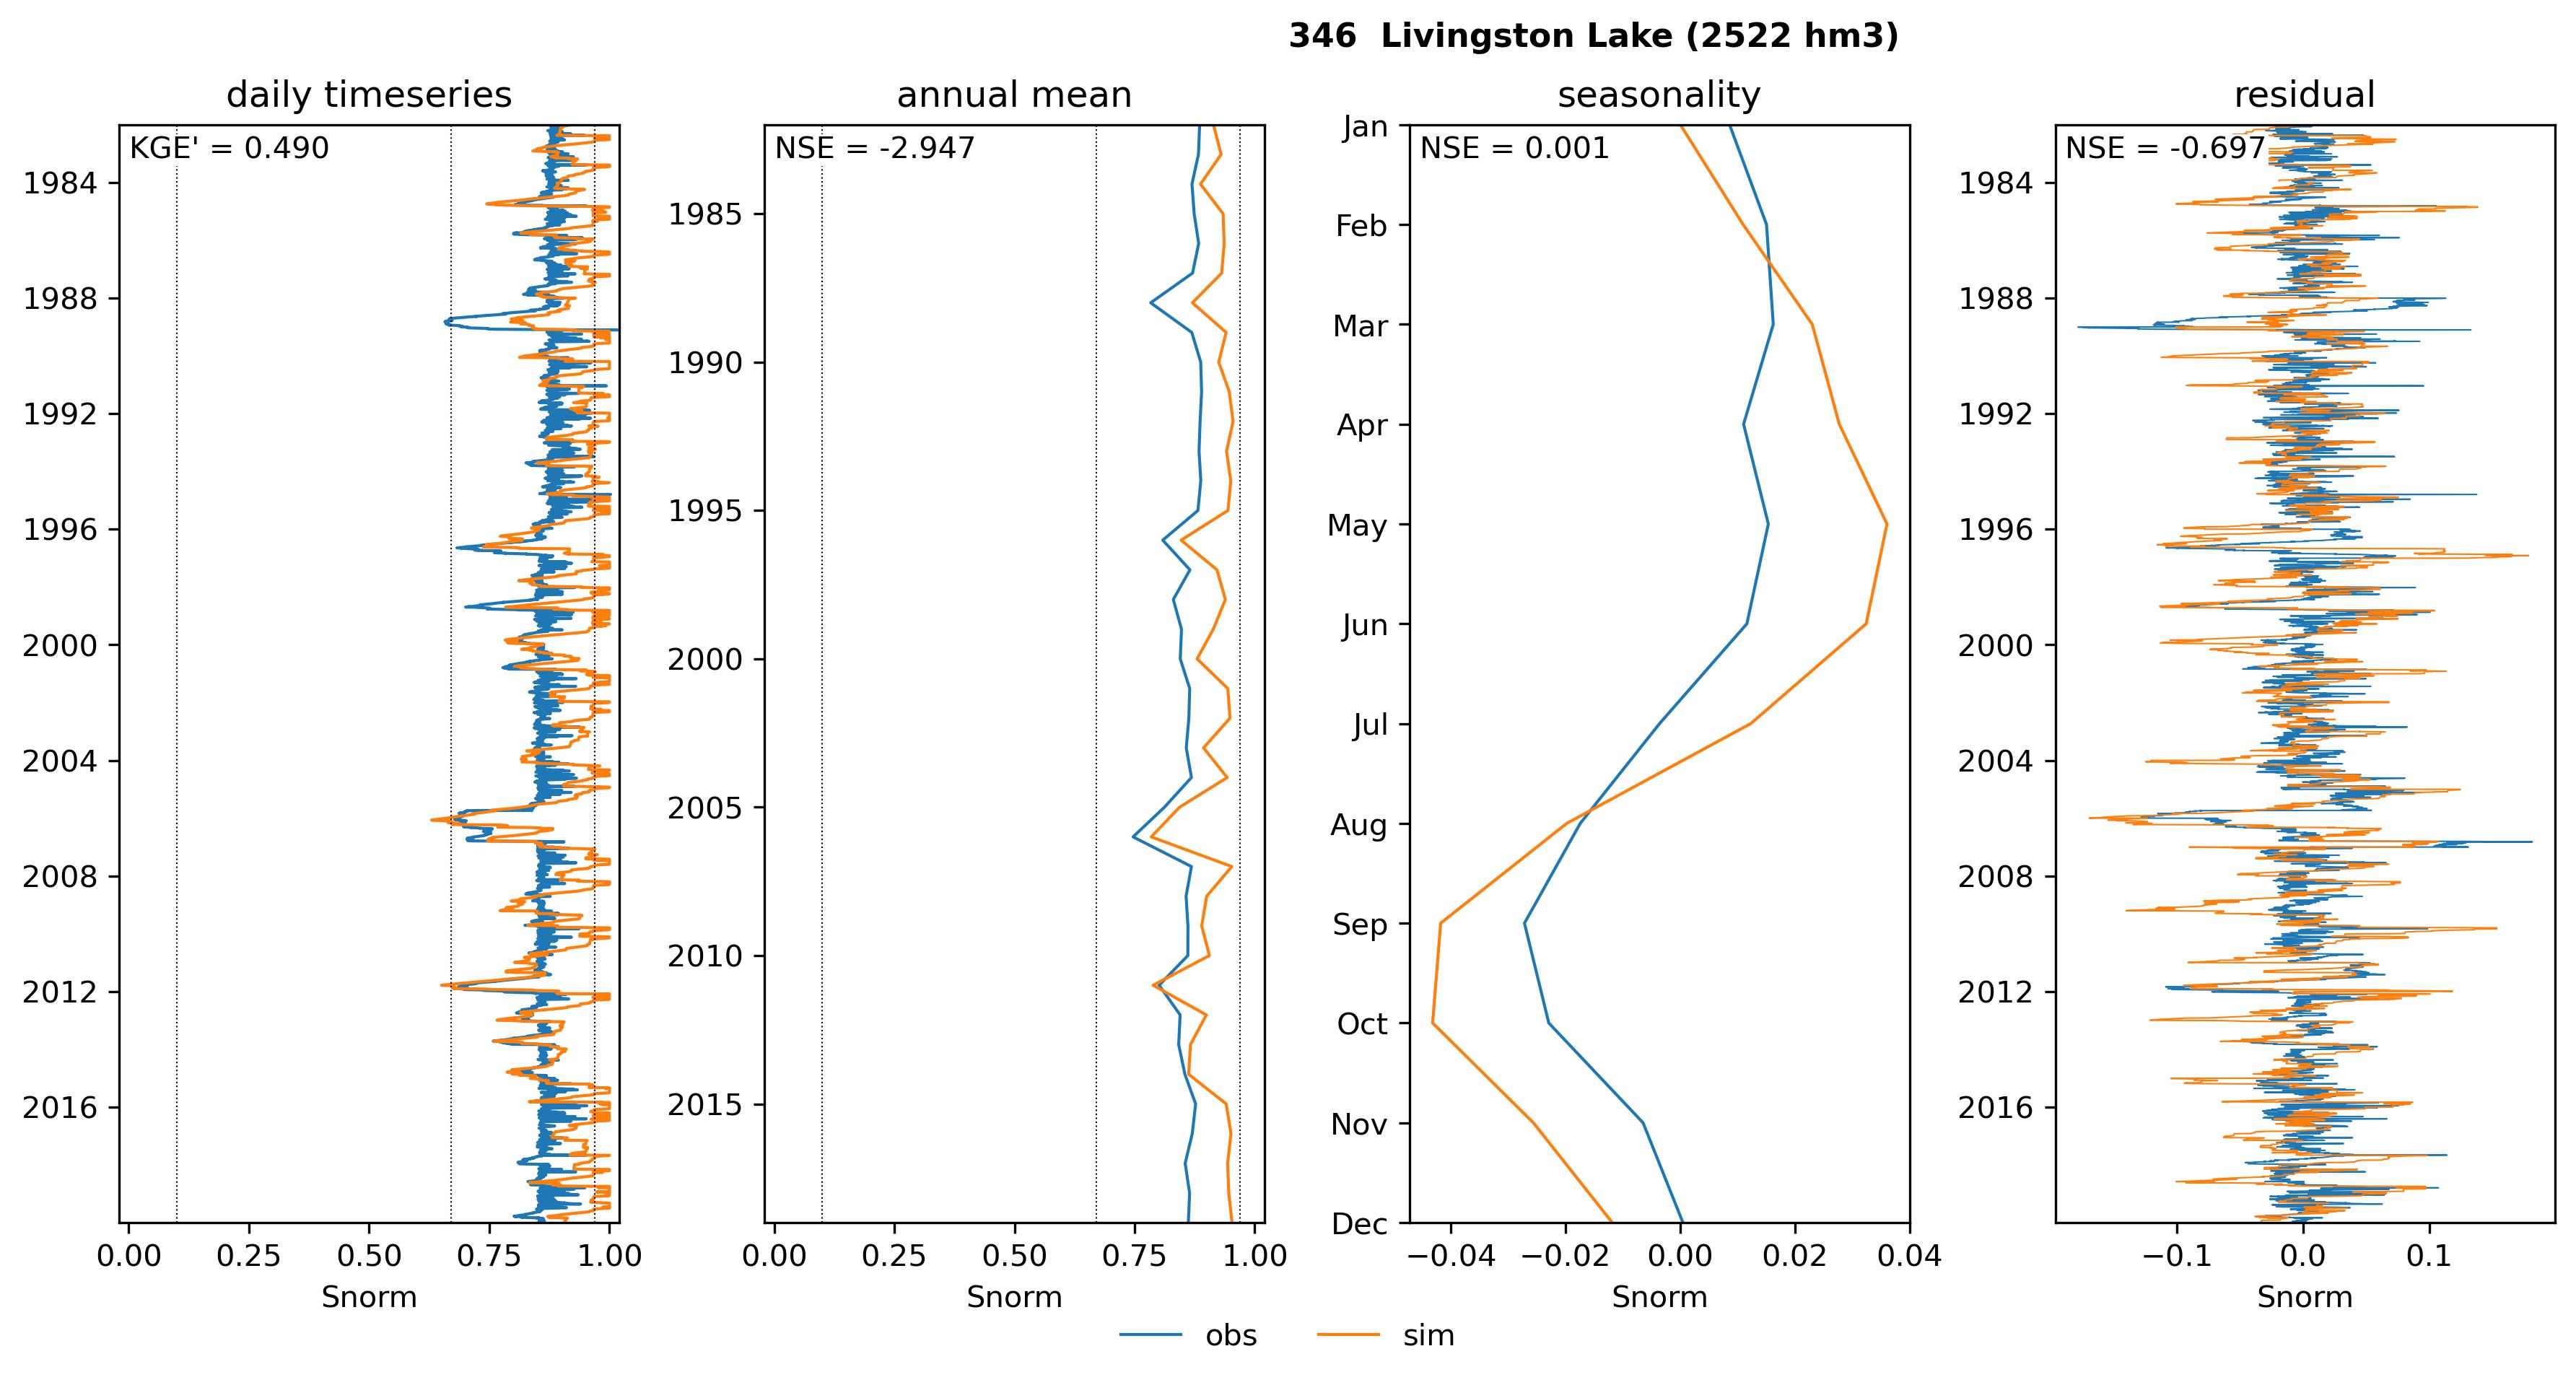 346  Livingston Lake (2522 hm3)
daily timeseries
KGE' = 0.490
1984
1988
1992
1996
2000
2004
2008
2012
2016
0.00 0.25 0.50 0.75 1.00
Snorm
annual mean
NSE = -2.947
1985
1990
1995
2000
2005
2010
2015
0.00 0.25 0.50 0.75 1.00
Snorm
seasonality
NSE = 0.001
Jan
Feb
Mar
Apr
May
Jun
Jul
Aug
Sep
Oct
Nov
Dec
−0.04 −0.02 0.00 0.02 0.04
Snorm
residual
NSE = -0.697
1984
1988
1992
1996
2000
2004
2008
2012
2016
−0.1 0.0 0.1
Snorm
obs sim